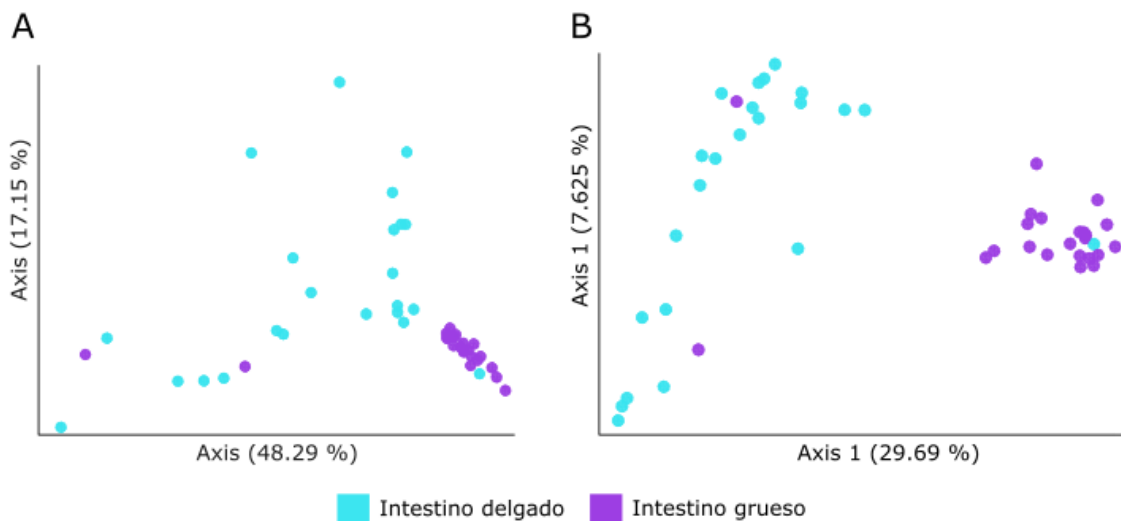 A
B
Axis (17.15 %)
Axis 1 (7.625 %)
Axis (48.29 %)
Axis 1 (29.69 %)
Intestino delgado
Intestino grueso